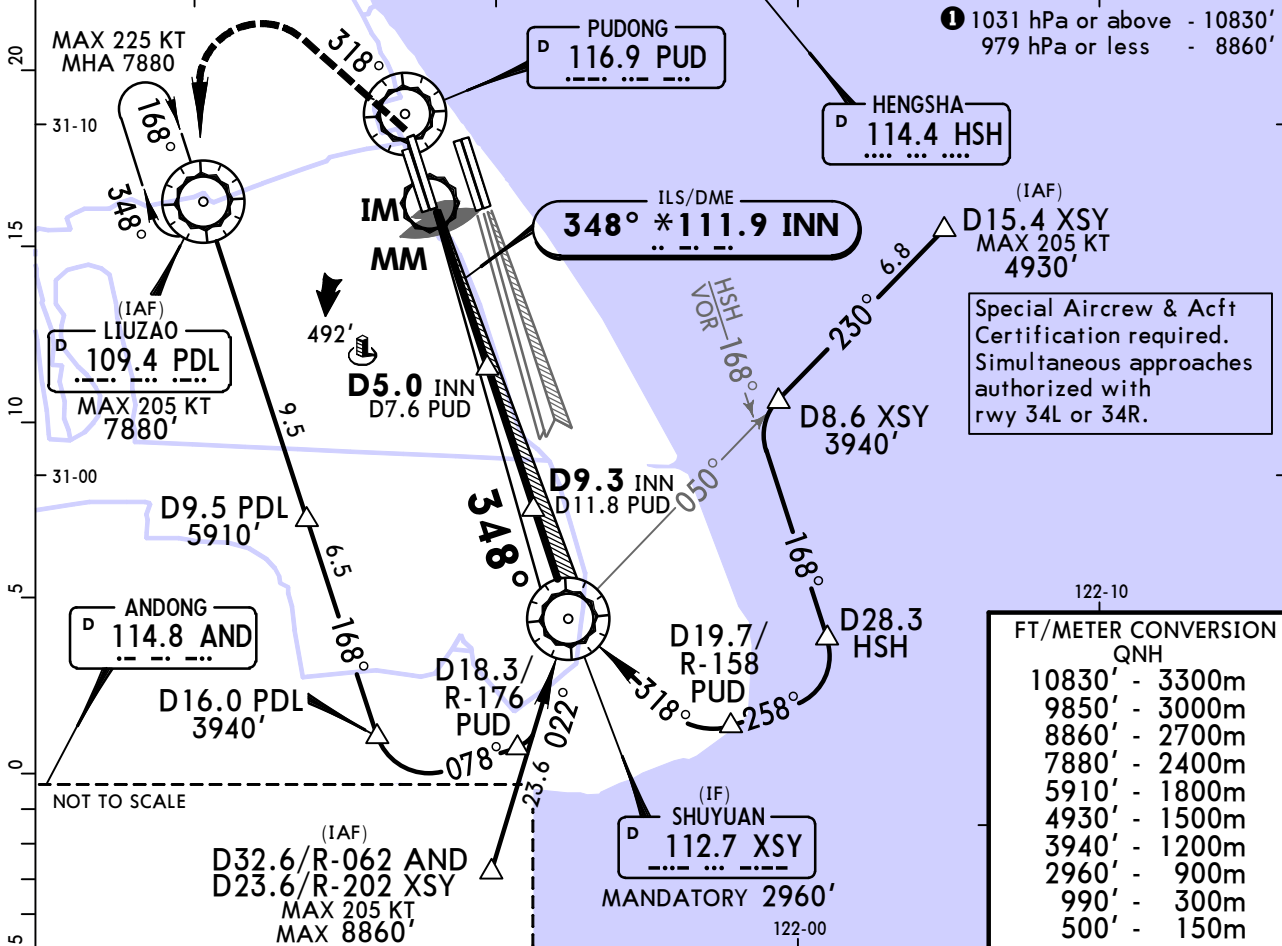 ❶ 1031 hPa or above - 10830'
979 hPa or less - 8860'
MAX 225 KT
MHA 7880
318°
PUDONG
D 116.9 PUD
HENGSHA
D 114.4 HSH
20
31-10
168°
348°
IM
MM
ILS/DME
348° *111.9 INN
(IAF)
D15.4 XSY
MAX 205 KT
4930'
15
6.8
230°
HSH
VOR
168°
(IAF)
LIUZAO
D 109.4 PDL
MAX 205 KT
7880'
492'
D5.0 INN
D7.6 PUD
Special Aircrew & Acft
Certification required.
Simultaneous approaches
authorized with
rwy 34L or 34R.
10
9.5
D8.6 XSY
3940'
31-00
D9.3 INN
D11.8 PUD
050°
348°
D9.5 PDL
5910'
6.5
168°
168°
5
122-10
ANDONG
D 114.8 AND
D28.3
HSH
D19.7/
R-158
PUD
318°
258°
D18.3/
R-176
PUD
022°
D16.0 PDL
3940'
078°
0
NOT TO SCALE
23.6
(IAF)
D32.6/R-062 AND
D23.6/R-202 XSY
MAX 205 KT
MAX 8860'
(IF)
SHUYUAN
D 112.7 XSY
MANDATORY 2960'
122-00
5
FT/METER CONVERSION
QNH
10830' - 3300m
9850' - 3000m
8860' - 2700m
7880' - 2400m
5910' - 1800m
4930' - 1500m
3940' - 1200m
2960' - 900m
990' - 300m
500' - 150m